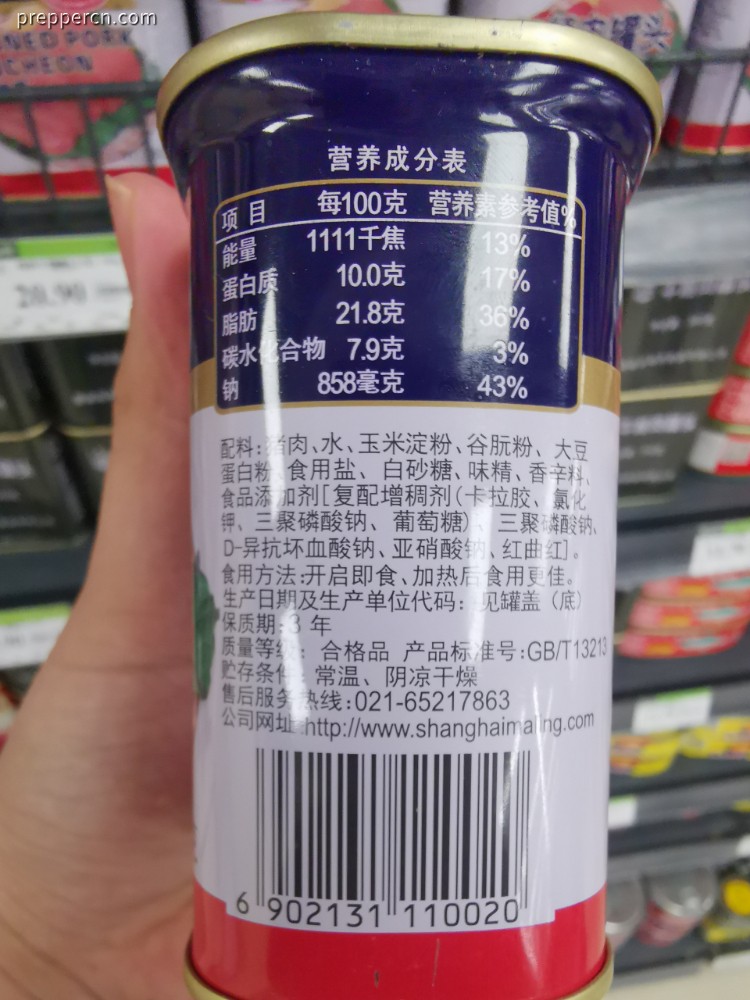 preppercn.com
NED PORK
CHEON
20.90
营养成分表
项目 每100克 营养素参考值%
能量 1111千焦 13%
蛋白质 10.0克 17%
脂肪 21.8克 36%
碳水化合物 7.9克 3%
钠 858毫克 43%
配料:猪肉、水、玉米淀粉、谷朊粉、大豆
蛋白粉、食用盐、白砂糖、味精、香辛料、
食品添加剂[复配增稠剂(卡拉胶、氯化
钾、三聚磷酸钠、葡萄糖)、三聚磷酸钠、
D-异抗坏血酸钠、亚硝酸钠、红曲红]。
食用方法:开启即食、加热后食用更佳。
生产日期及生产单位代码:见罐盖(底)
保质期:3年
质量等级:合格品 产品标准号:GB/T13213
贮存条件:常温、阴凉干燥
售后服务热线:021-65217863
公司网址:http://www.shanghaimaling.com
6 902131 110020